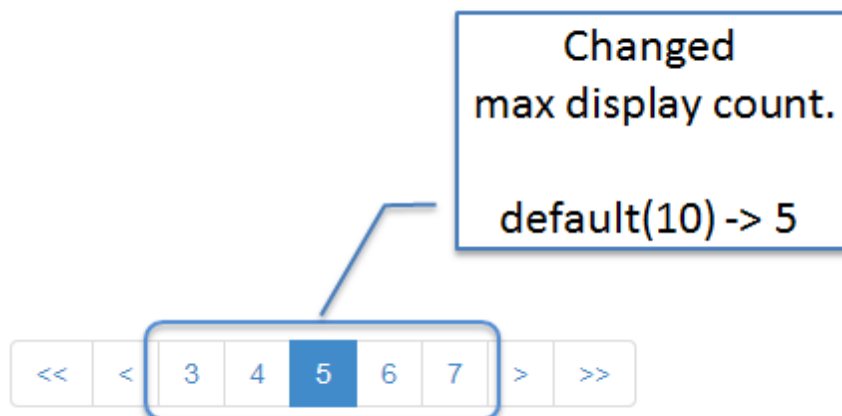 Changed
max display count.
default(10) -> 5
<< < 3 4 5 6 7 > >>